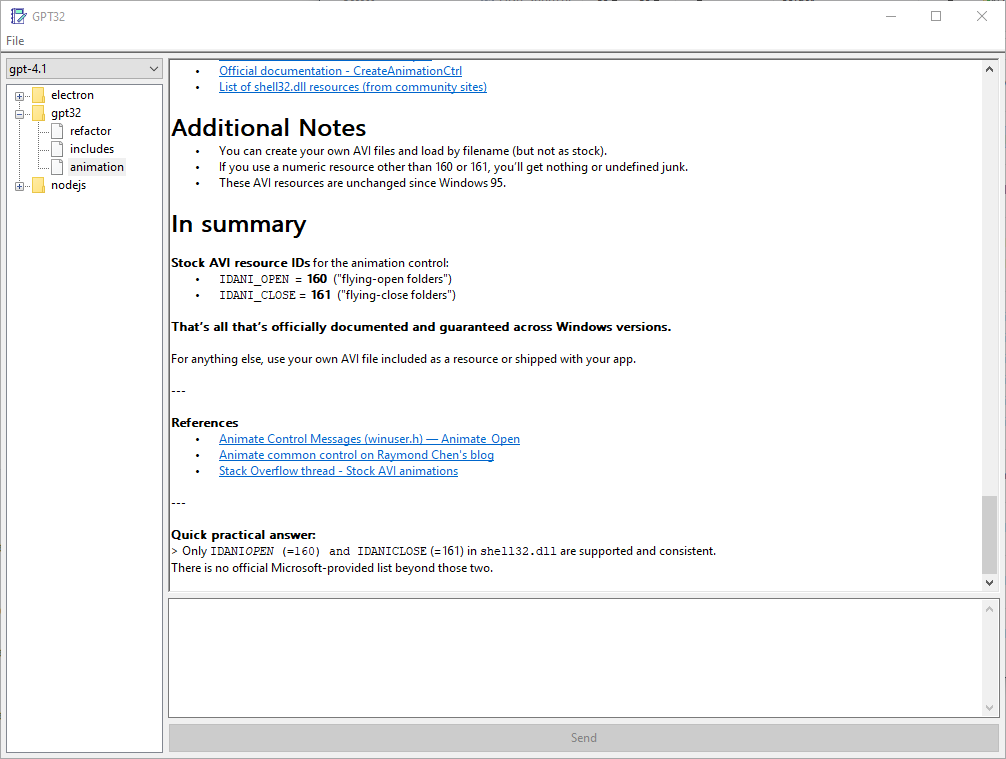 GPT32
File
gpt-4.1
electron
gpt32
refactor
includes
animation
nodejs
• Official documentation - CreateAnimationCtrl
• List of shell32.dll resources (from community sites)
Additional Notes
• You can create your own AVI files and load by filename (but not as stock).
• If you use a numeric resource other than 160 or 161, you’ll get nothing or undefined junk.
• These AVI resources are unchanged since Windows 95.
In summary
Stock AVI resource IDs for the animation control:
• IDANI_OPEN = 160 ("flying-open folders")
• IDANI_CLOSE = 161 ("flying-close folders")
That’s all that’s officially documented and guaranteed across Windows versions.
For anything else, use your own AVI file included as a resource or shipped with your app.
---
References
• Animate Control Messages (winuser.h) — Animate_Open
• Animate common control on Raymond Chen's blog
• Stack Overflow thread - Stock AVI animations
---
Quick practical answer:
> Only IDANIOPEN (=160) and IDANICLOSE (=161) in shell32.dll are supported and consistent.
There is no official Microsoft-provided list beyond those two.
Send